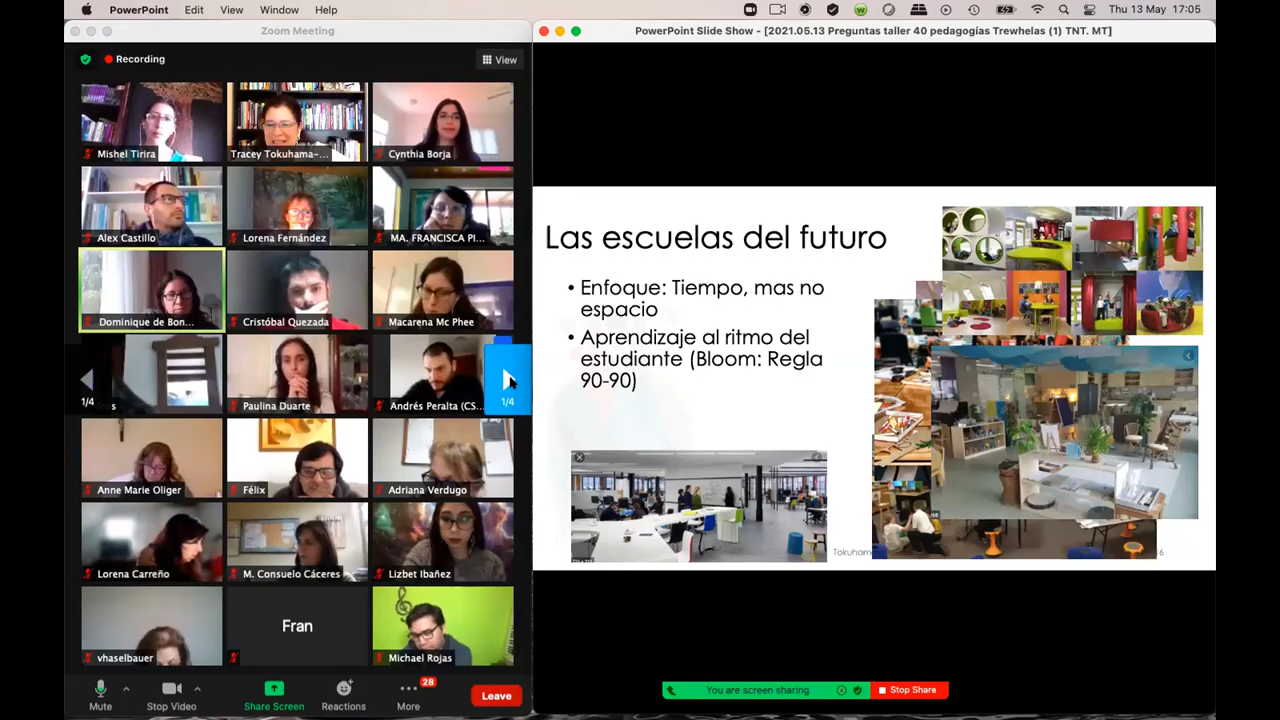 PowerPoint Edit View Window Help
Thu 13 May 17:05
Zoom Meeting
PowerPoint Slide Show - [2021.05.13 Preguntas taller 40 pedagogías Trewhelas (1) TNT. MT]
Recording
View
Mishel Tirira
Tracey Tokuhama-...
Cynthia Borja
Alex Castillo
Lorena Fernández
MA. FRANCISCA PI...
Dominique de Bon...
Cristóbal Quezada
Macarena Mc Phee
1/4
Paulina Duarte
Andrés Peralta (CS...
1/4
Anne Marie Oliger
Félix
Adriana Verdugo
Lorena Carreño
M. Consuelo Cáceres
Lizbet Ibañez
vhaselbauer
Fran
Michael Rojas
Mute
Stop Video
Share Screen
Reactions
28
More
Leave
Las escuelas del futuro
• Enfoque: Tiempo, mas no
espacio
• Aprendizaje al ritmo del
estudiante (Bloom: Regla
90-90)
You are screen sharing
Stop Share